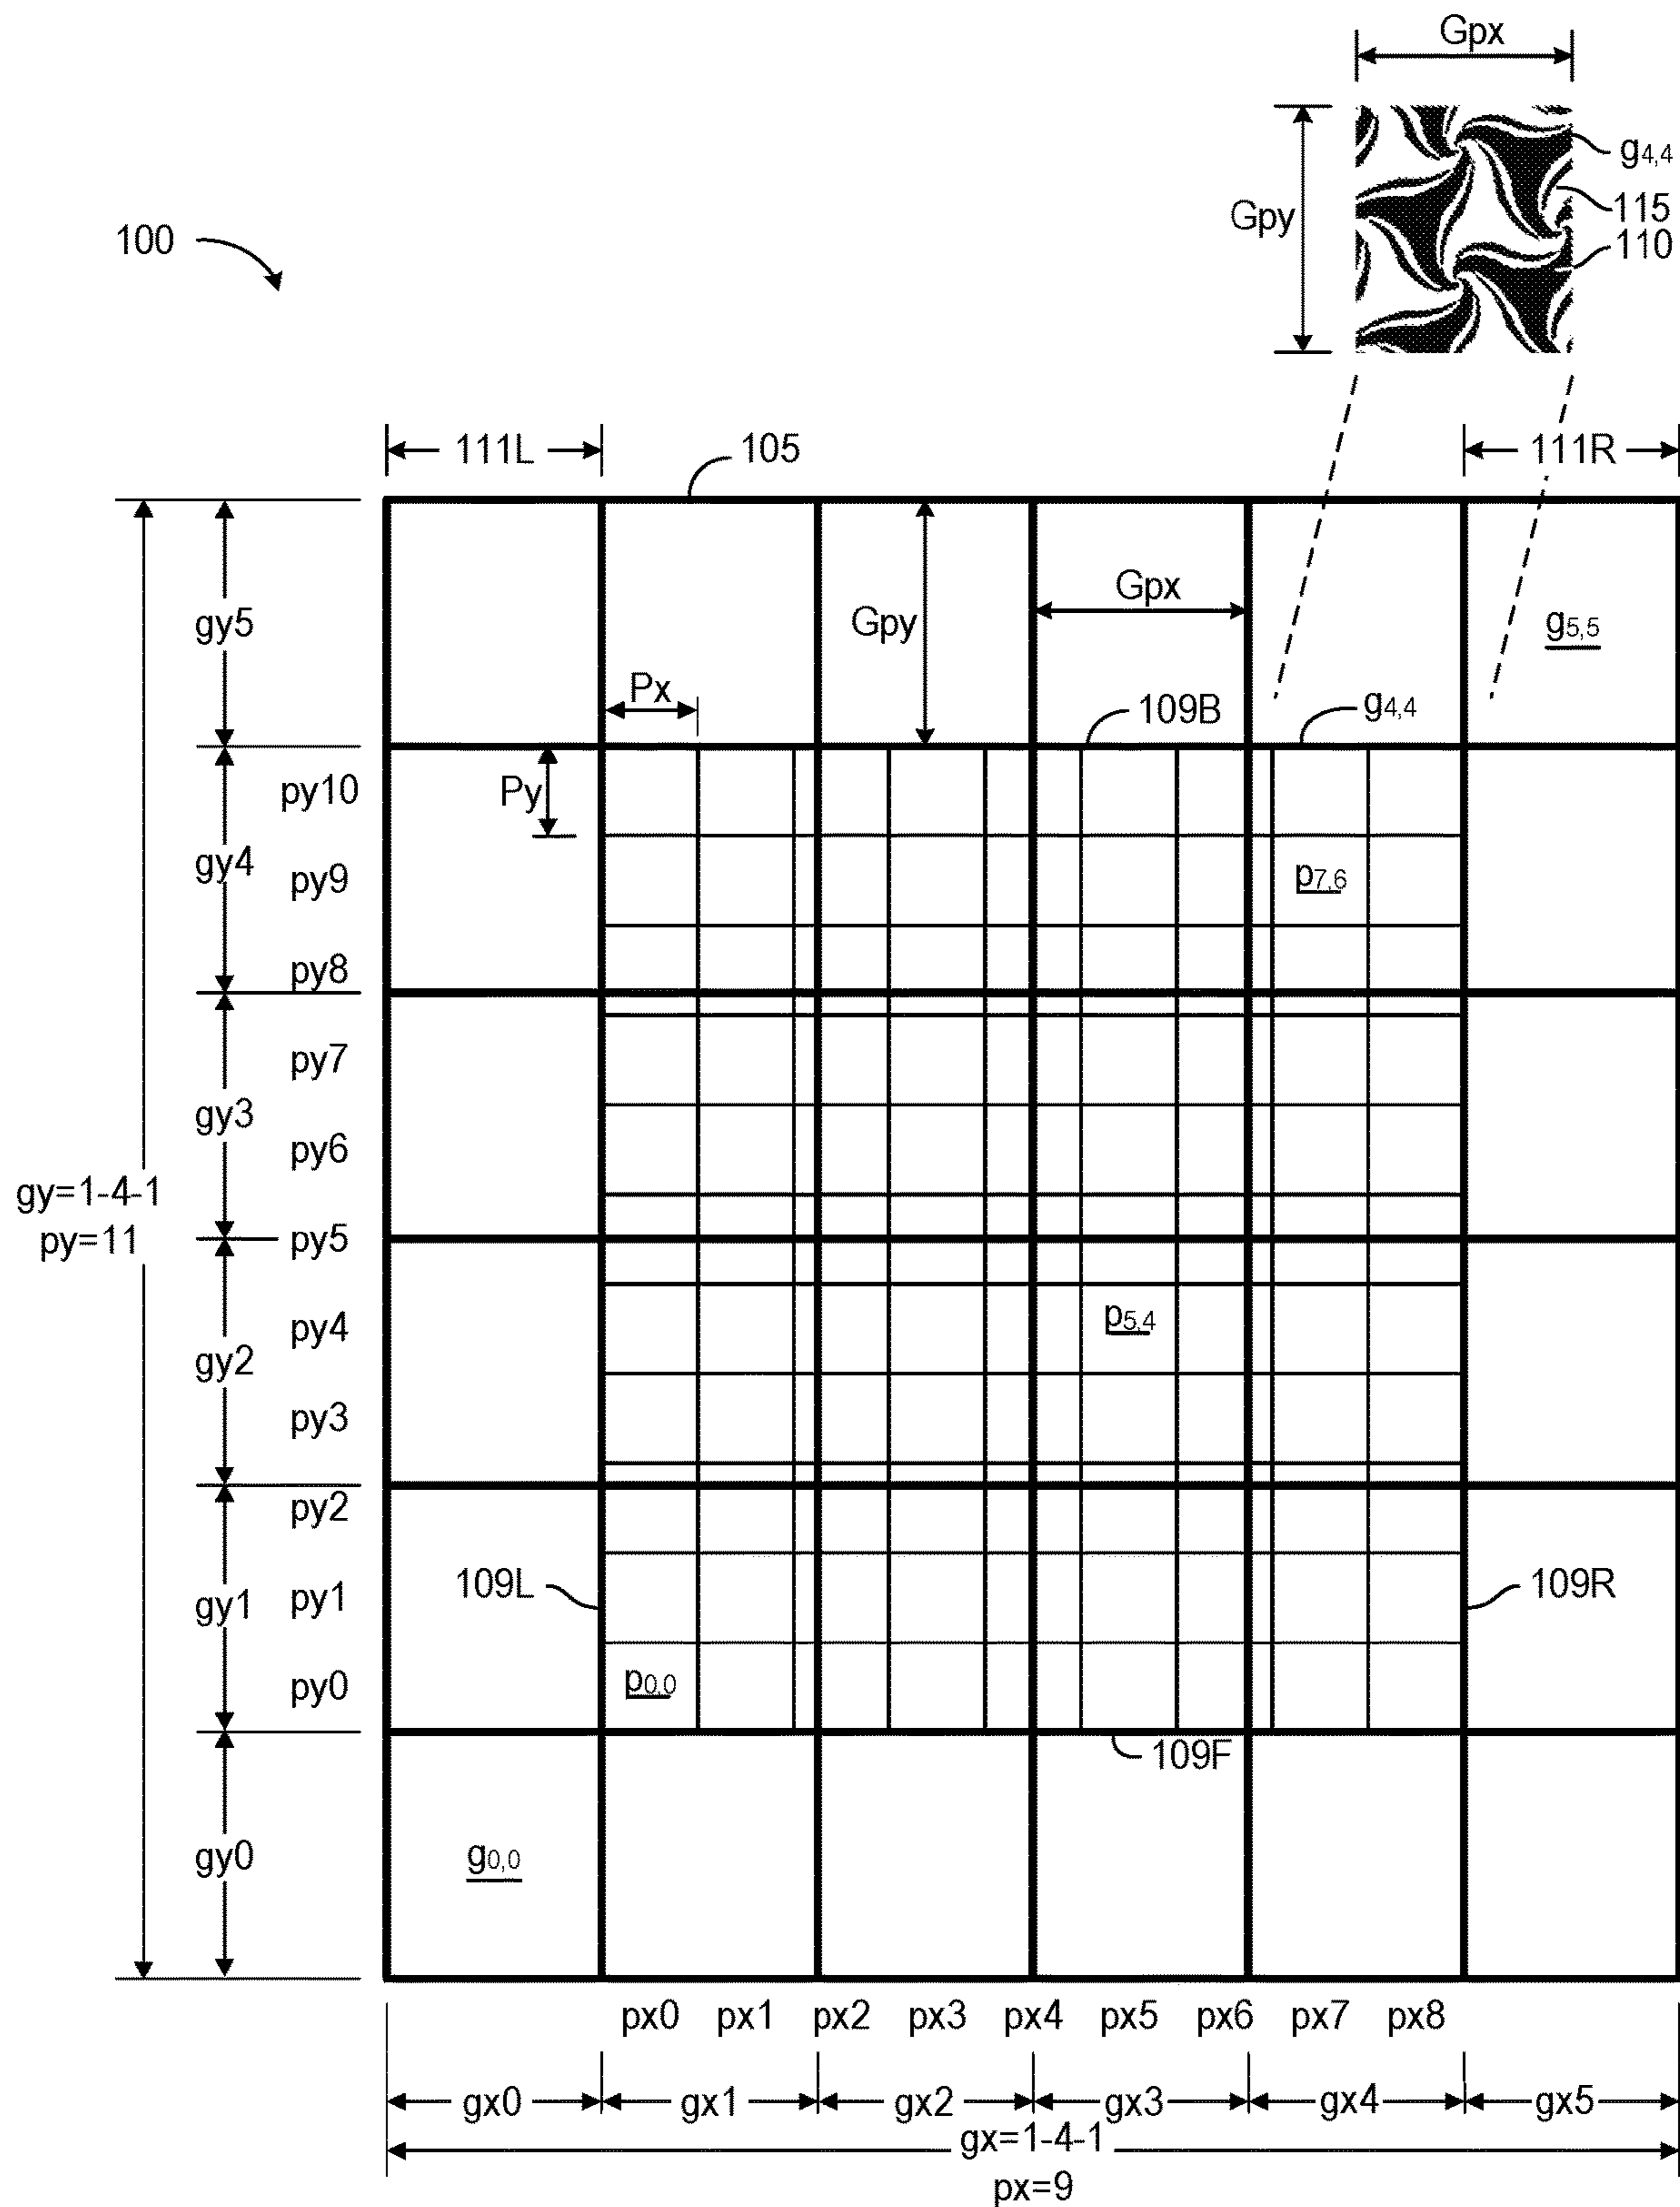 Gpx
g4,4
115
110
Gpy
100
111L
105
111R
gy5
Gpy
Gpx
g5,5
Px
109B
g4,4
py10
Py
gy4
py9
p7,6
py8
py7
gy3
py6
gy=1-4-1
py=11
py5
py4
p5,4
gy2
py3
py2
109L
109R
gy1
py1
py0
p0,0
109F
gy0
g0,0
px0 px1 px2 px3 px4 px5 px6 px7 px8
gx0 gx1 gx2 gx3 gx4 gx5
gx=1-4-1
px=9